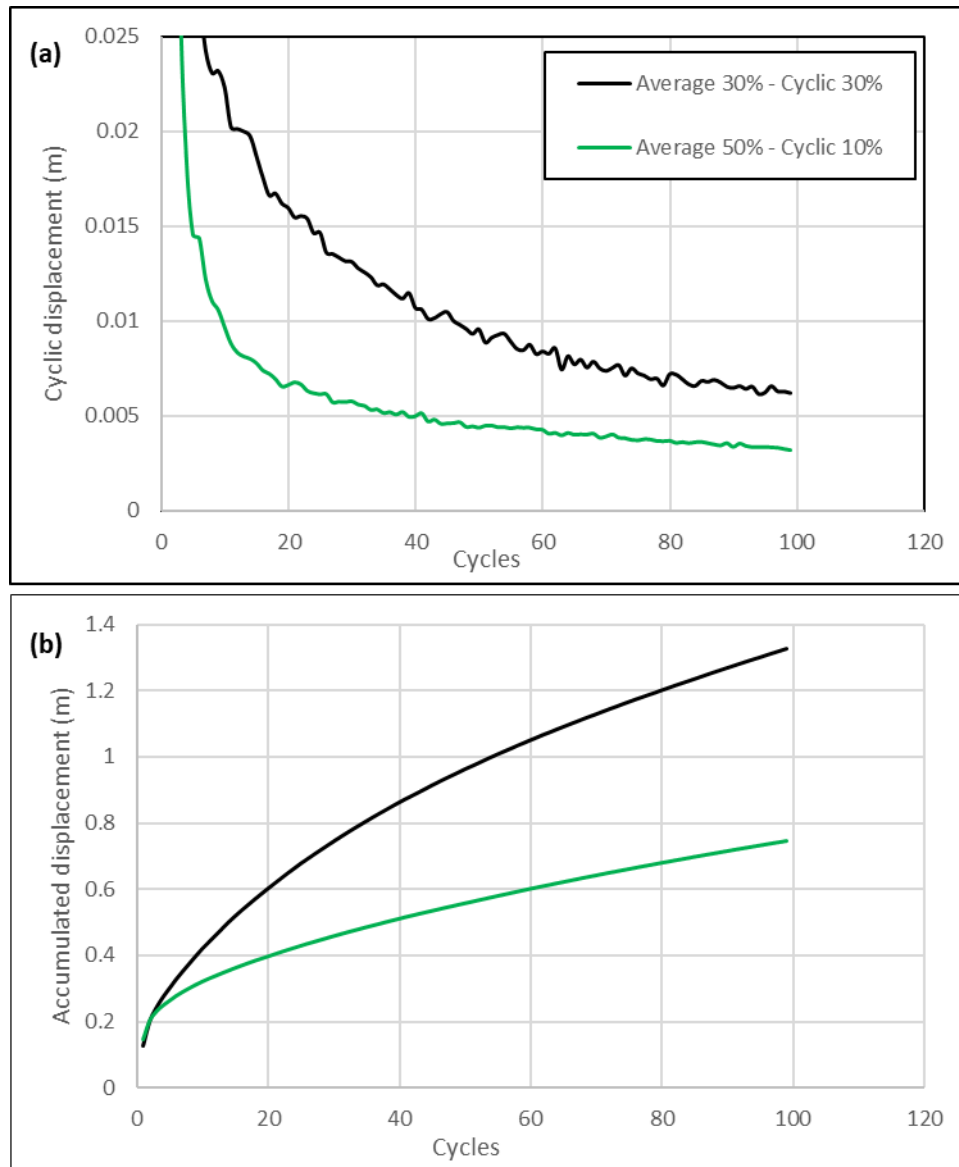 (a)
Cyclic displacement (m)
0.025
0.02
0.015
0.01
0.005
0
Average 30% - Cyclic 30%
Average 50% - Cyclic 10%
0 20 40 60 80 100 120
Cycles
(b)
Accumulated displacement (m)
1.4
1.2
1
0.8
0.6
0.4
0.2
0
0 20 40 60 80 100 120
Cycles